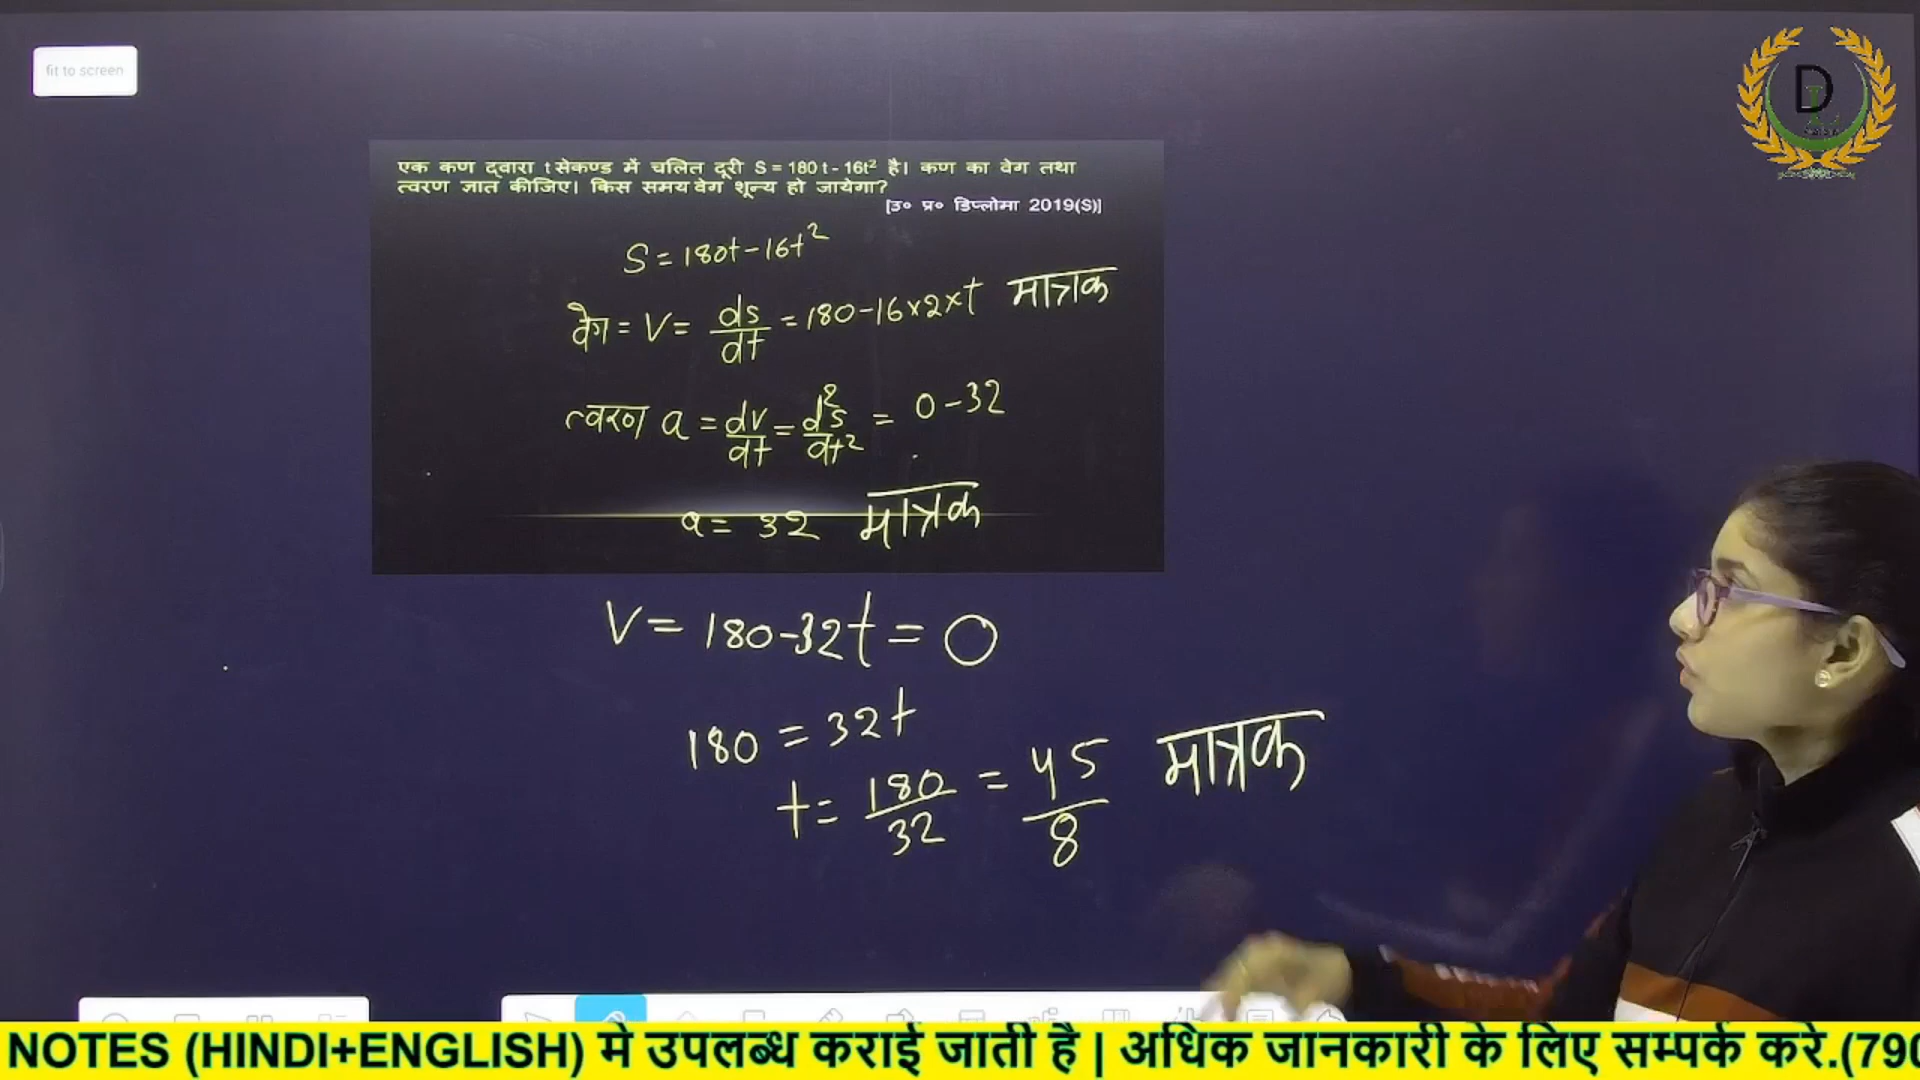 fit to screen
D
एक कण द्वारा t सेकण्ड में चलित दूरी S = 180 t - 16t² है। कण का वेग तथा
त्वरण ज्ञात कीजिए। किस समय वेग शून्य हो जायेगा?
[उ० प्र० डिप्लोमा 2019(S)]
S = 180t - 16t²
वेग = V = ds/dt = 180 - 16×2×t मात्रक
त्वरण a = dv/dt = d²s/dt² = 0 - 32
a = 32 मात्रक
V = 180 - 32t = 0
180 = 32t
t = 180/32 = 45/8 मात्रक
NOTES (HINDI+ENGLISH) मे उपलब्ध कराई जाती है | अधिक जानकारी के लिए सम्पर्क करे.(790